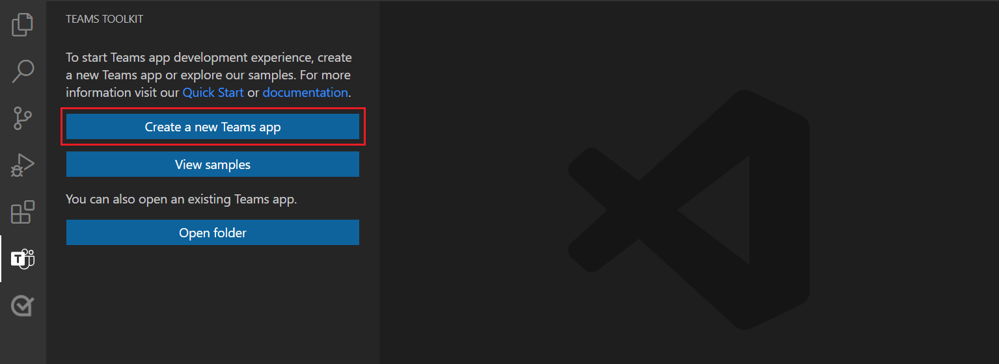 TEAMS TOOLKIT
To start Teams app development experience, create
a new Teams app or explore our samples. For more
information visit our Quick Start or documentation.
Create a new Teams app
View samples
You can also open an existing Teams app.
Open folder
T